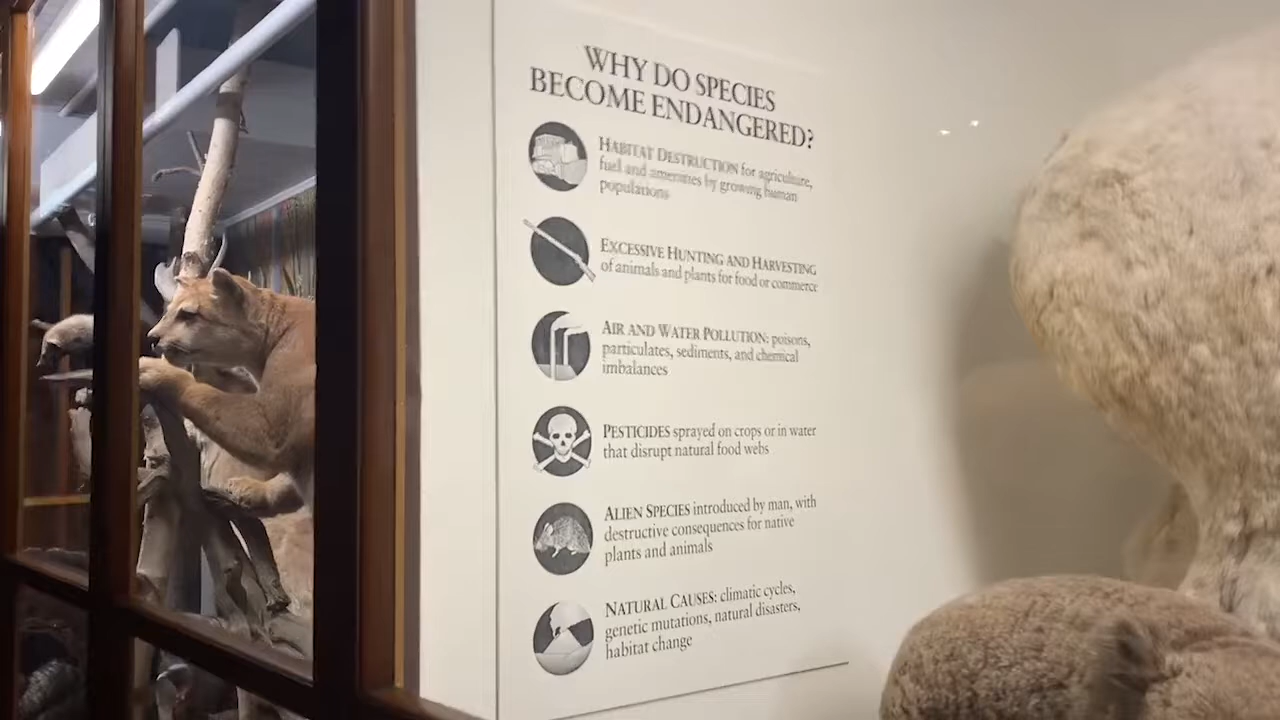 WHY DO SPECIES
BECOME ENDANGERED?
HABITAT DESTRUCTION for agriculture,
fuel and amenities by growing human
populations
EXCESSIVE HUNTING AND HARVESTING
of animals and plants for food or commerce
AIR AND WATER POLLUTION: poisons,
particulates, sediments, and chemical
imbalances
PESTICIDES sprayed on crops or in water
that disrupt natural food webs
ALIEN SPECIES introduced by man, with
destructive consequences for native
plants and animals
NATURAL CAUSES: climatic cycles,
genetic mutations, natural disasters,
habitat change